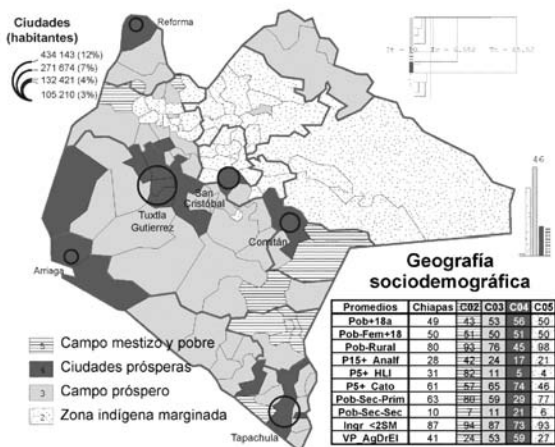 Reforma
Ciudades
(habitantes)
434 143 (12%)
271 674 (7%)
132 421 (4%)
105 210 (3%)
San
Cristóbal
Tuxtla
Gutierrez
Comitán
Arriaga
Tapachula
5 Campo mestizo y pobre
4 Ciudades prósperas
3 Campo próspero
2 Zona indígena marginada
Geografía
sociodemográfica
Promedios Chiapas C02 C03 C04 C05
Pob+18a 49 43 53 56 50
Pob-Fem+18 50 51 50 51 50
Pob-Rural 80 93 76 45 98
P15+ Analf 28 42 24 17 21
P5+ HLI 31 82 11 5 4
P5+ Cato 61 57 65 74 46
Pob-Sec-Prim 63 80 59 29 77
Pob-Sec-Sec 10 7 11 21 6
Ingr <2SM 87 94 87 73 93
VP_AgDrEl 24 53 59 27